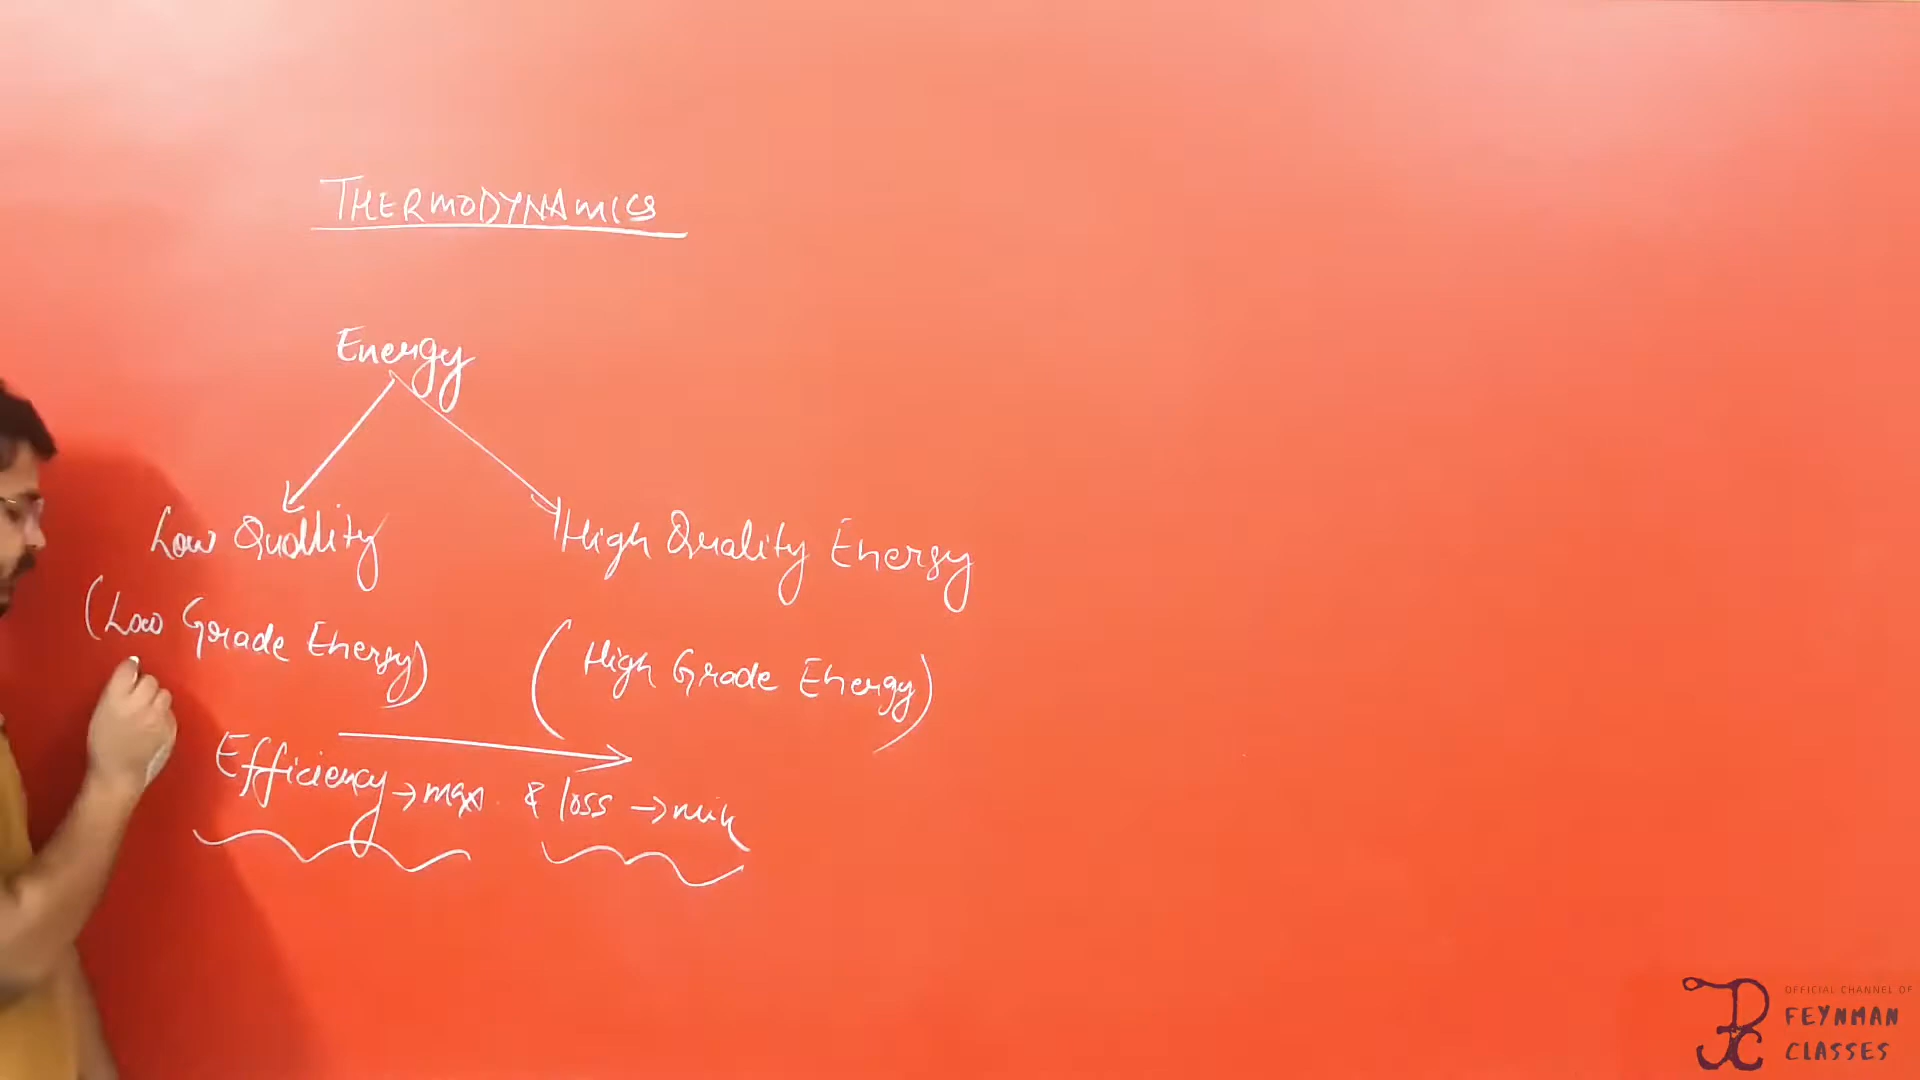 THERMODYNAMICS
Energy
Low Quality
High Quality Energy
(Low Grade Energy)
(High Grade Energy)
Efficiency → max. & loss → min
OFFICIAL CHANNEL OF
FEYNMAN
CLASSES